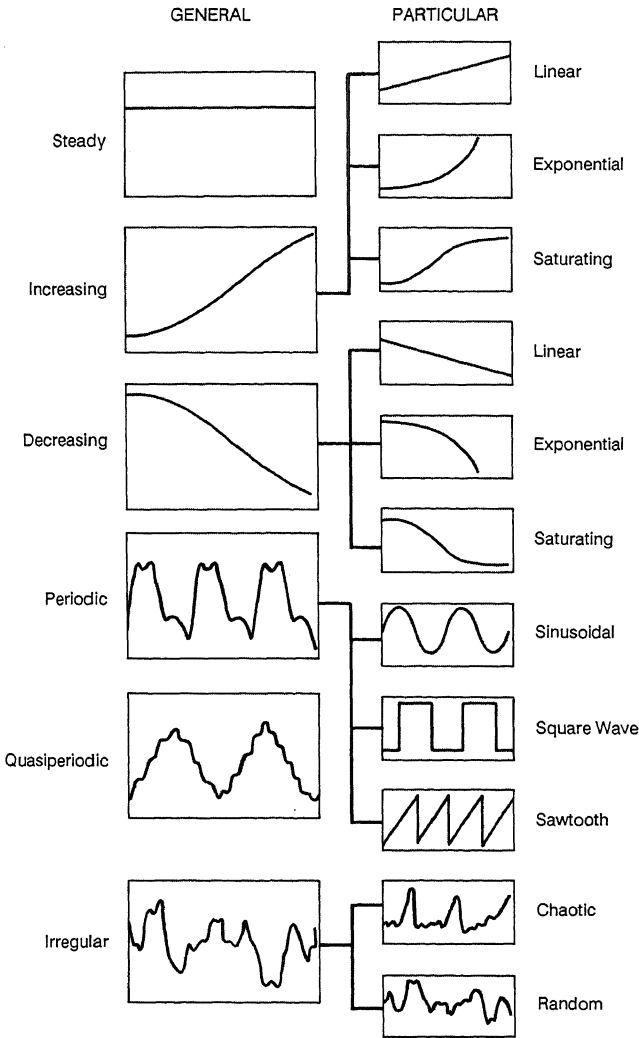 GENERAL
PARTICULAR
Steady
Linear
Exponential
Increasing
Saturating
Linear
Decreasing
Exponential
Saturating
Periodic
Sinusoidal
Square Wave
Quasiperiodic
Sawtooth
Irregular
Chaotic
Random